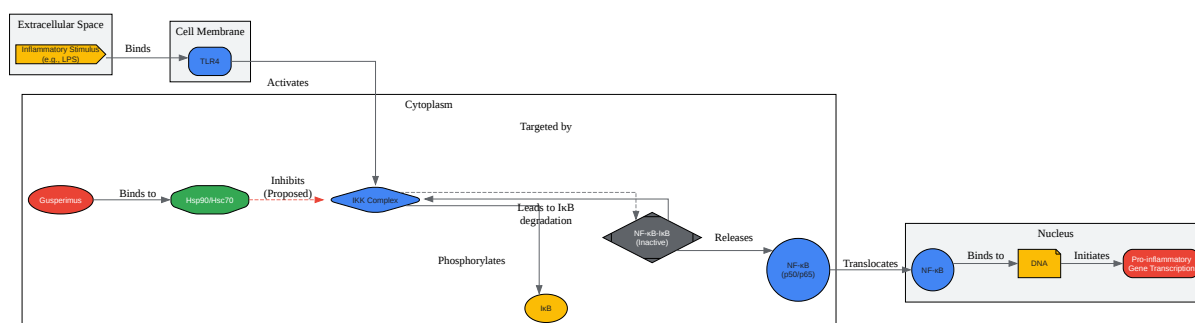 Extracellular Space
Inflammatory Stimulus
(e.g., LPS)
Binds
Cell Membrane
TLR4
Activates
Cytoplasm
Targeted by
Gusperimus
Binds to
Hsp90/Hsc70
Inhibits
(Proposed)
IKK Complex
Leads to IκB
degradation
Phosphorylates
IκB
NF-κB-IκB
(Inactive)
Releases
NF-κB
(p50/p65)
Translocates
Nucleus
NF-κB
Binds to
DNA
Initiates
Pro-inflammatory
Gene Transcription